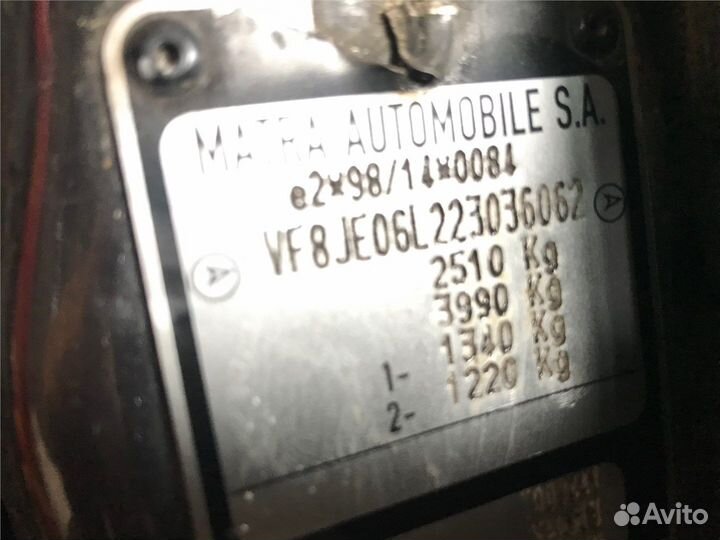 MATRA AUTOMOBILE S.A.
e2*98/14*0084
VF8JE06L223036062
2510 Kg
3990 Kg
1- 1340 Kg
2- 1220 Kg
Avito